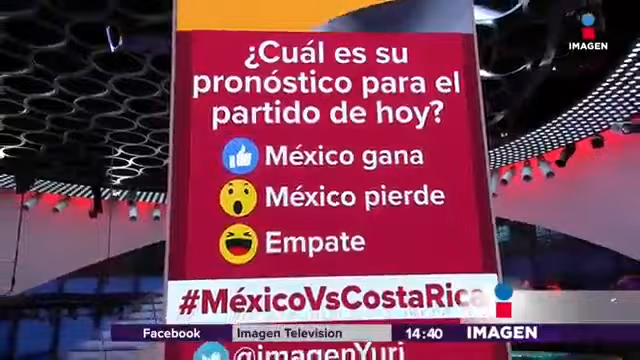 IMAGEN
¿Cuál es su
pronóstico para el
partido de hoy?
México gana
México pierde
Empate
#MéxicoVsCostaRica
Facebook Imagen Television 14:40 IMAGEN
@imagenYuri